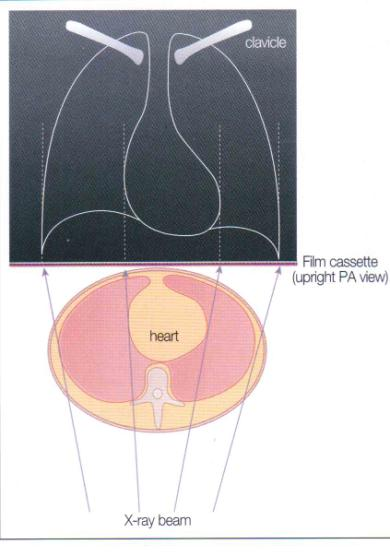 clavicle
Film cassette
(upright PA view)
heart
X-ray beam